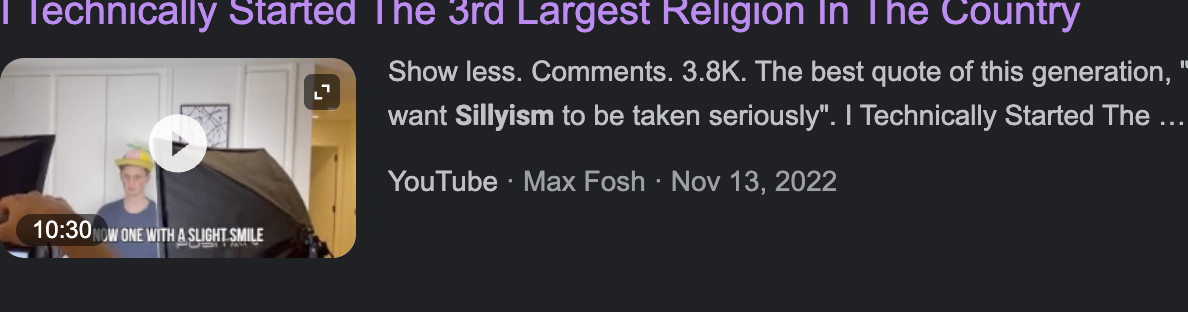 I Technically Started The 3rd Largest Religion In The Country
Show less. Comments. 3.8K. The best quote of this generation, "
want Sillyism to be taken seriously". I Technically Started The ...
YouTube · Max Fosh · Nov 13, 2022
10:30
NOW ONE WITH A SLIGHT SMILE